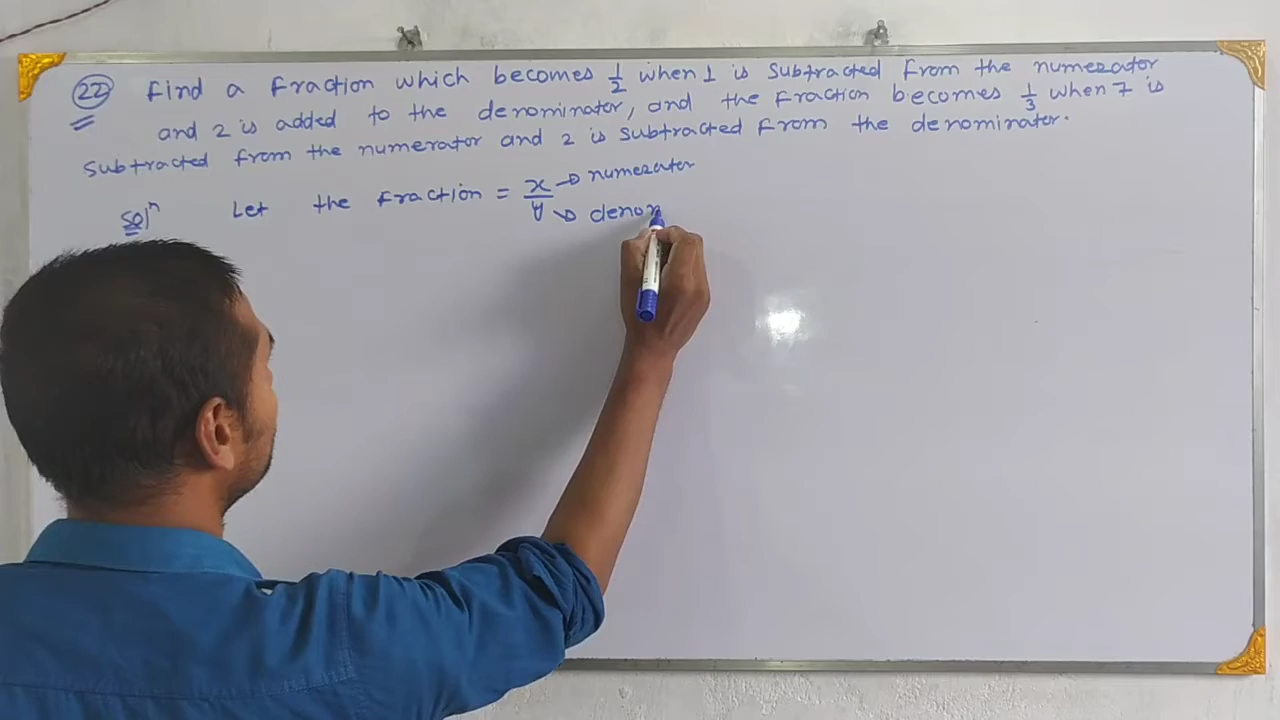 22 Find a fraction which becomes 1/2 when 1 is subtracted from the numerator
and 2 is added to the denominator, and the fraction becomes 1/3 when 7 is
subtracted from the numerator and 2 is subtracted from the denominator.
Solⁿ Let the fraction = x/y → numerator
→ denom